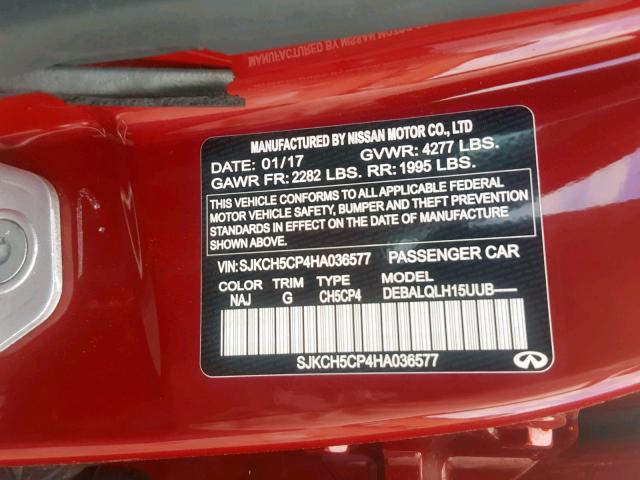 MANUFACTURED BY NISSAN MOTOR CO., LTD
DATE: 01/17 GVWR: 4277 LBS.
GAWR FR: 2282 LBS. RR: 1995 LBS.
THIS VEHICLE CONFORMS TO ALL APPLICABLE FEDERAL
MOTOR VEHICLE SAFETY, BUMPER AND THEFT PREVENTION
STANDARDS IN EFFECT ON THE DATE OF MANUFACTURE
SHOWN ABOVE.
VIN: SJKCH5CP4HA036577 PASSENGER CAR
COLOR TRIM TYPE MODEL
NAJ G CH5CP4 DEBALQLH15UUB—
SJKCH5CP4HA036577